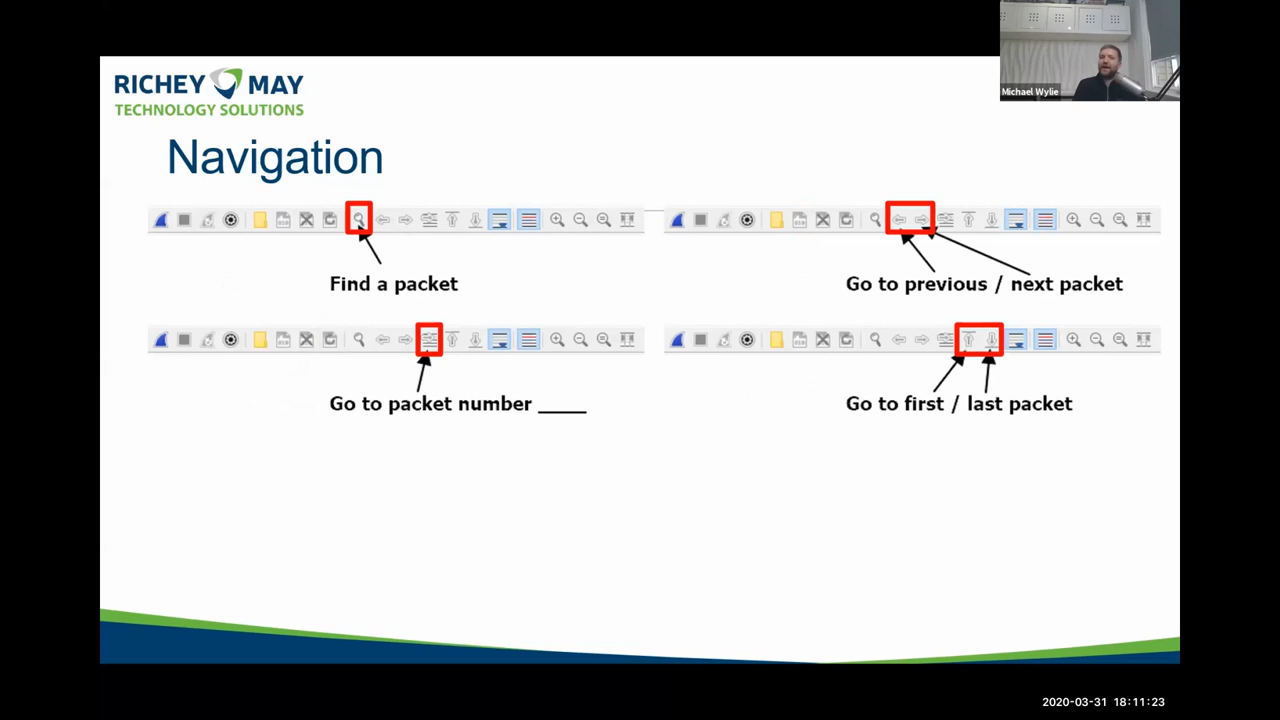 RICHEY MAY
TECHNOLOGY SOLUTIONS
Michael Wylie
Navigation
Find a packet
Go to previous / next packet
Go to packet number ____
Go to first / last packet
2020-03-31 18:11:23